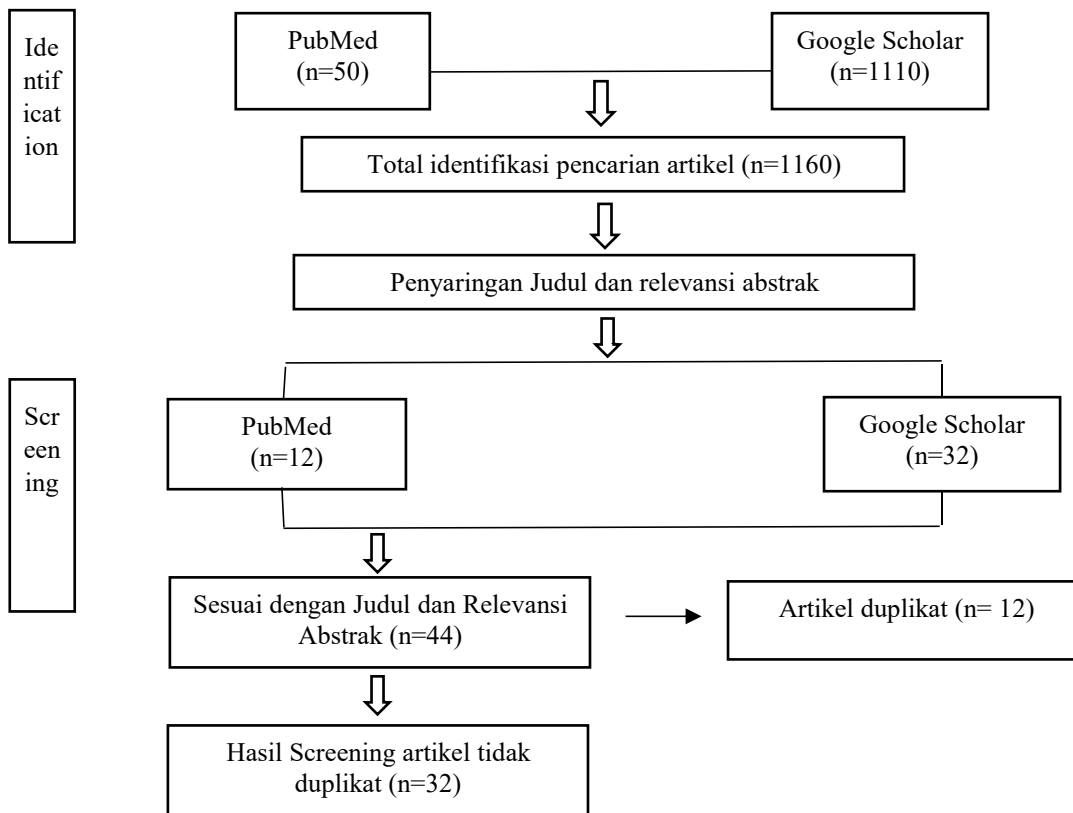 Ide
ntif
icat
ion
PubMed
(n=50)
Google Scholar
(n=1110)
Total identifikasi pencarian artikel (n=1160)
Penyaringan Judul dan relevansi abstrak
Scr
een
ing
PubMed
(n=12)
Google Scholar
(n=32)
Sesuai dengan Judul dan Relevansi
Abstrak (n=44)
Artikel duplikat (n= 12)
Hasil Screening artikel tidak
duplikat (n=32)